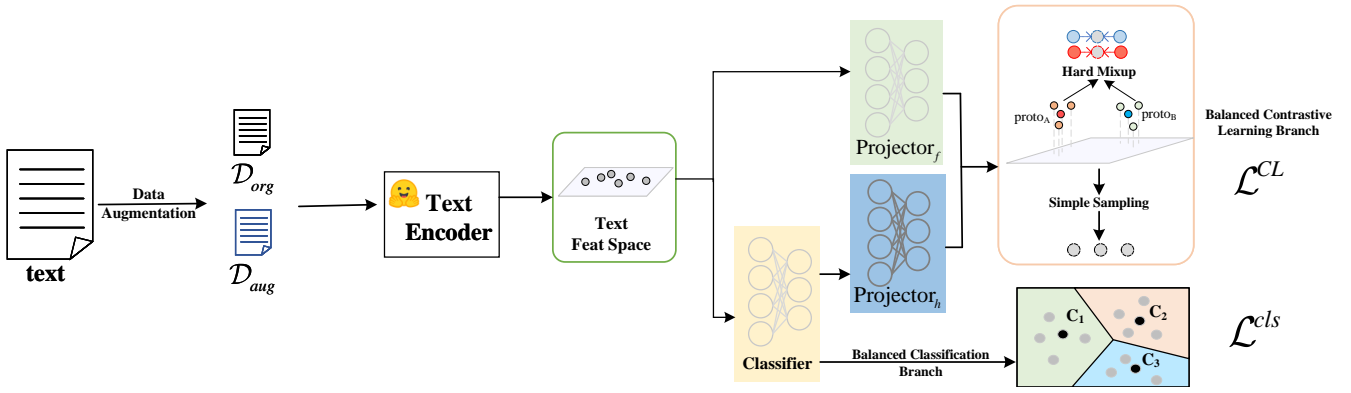 text
Data
Augmentation
𝒟org
𝒟aug
Text
Encoder
Text
Feat Space
Projectorf
Classifier
Projectorh
Hard Mixup
protoA
protoB
Simple Sampling
Balanced Contrastive
Learning Branch
ℒCL
Balanced Classification
Branch
C1
C2
C3
ℒcls